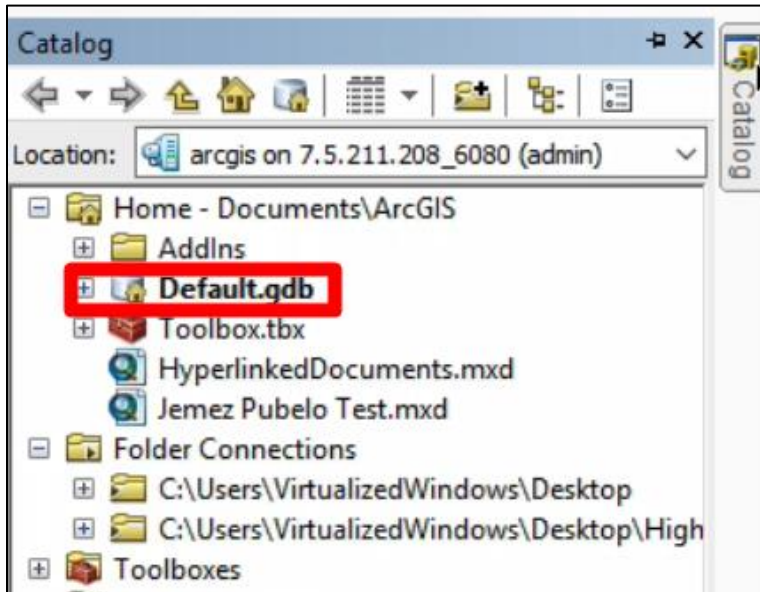 Catalog
Location: arcgis on 7.5.211.208_6080 (admin)
Catalog
Home - Documents\ArcGIS
AddIns
Default.gdb
Toolbox.tbx
HyperlinkedDocuments.mxd
Jemez Pubelo Test.mxd
Folder Connections
C:\Users\VirtualizedWindows\Desktop
C:\Users\VirtualizedWindows\Desktop\High
Toolboxes